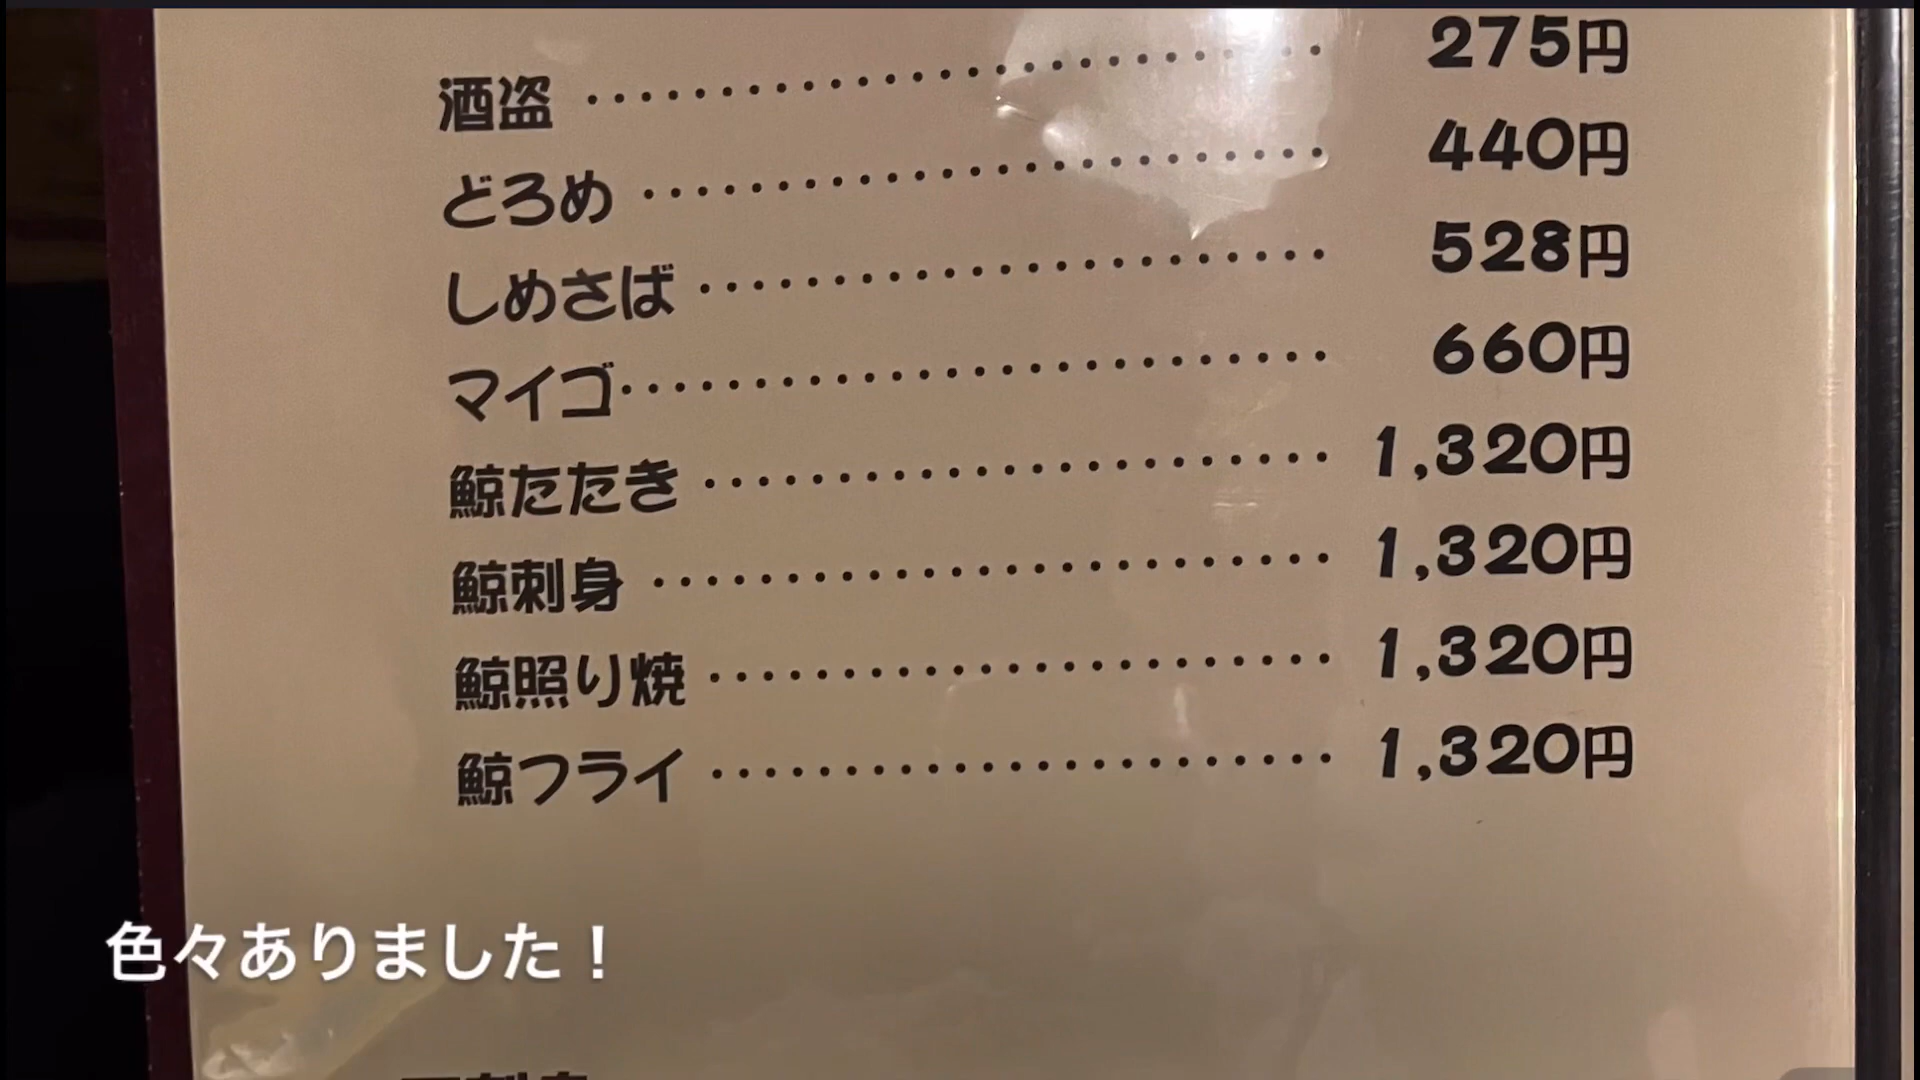 酒盗 ………………………… 275円
どろめ ………………………… 440円
しめさば ………………………… 528円
マイゴ………………………… 660円
鯨たたき ………………………… 1,320円
鯨刺身 ………………………… 1,320円
鯨照り焼 ………………………… 1,320円
鯨フライ ………………………… 1,320円
色々ありました！